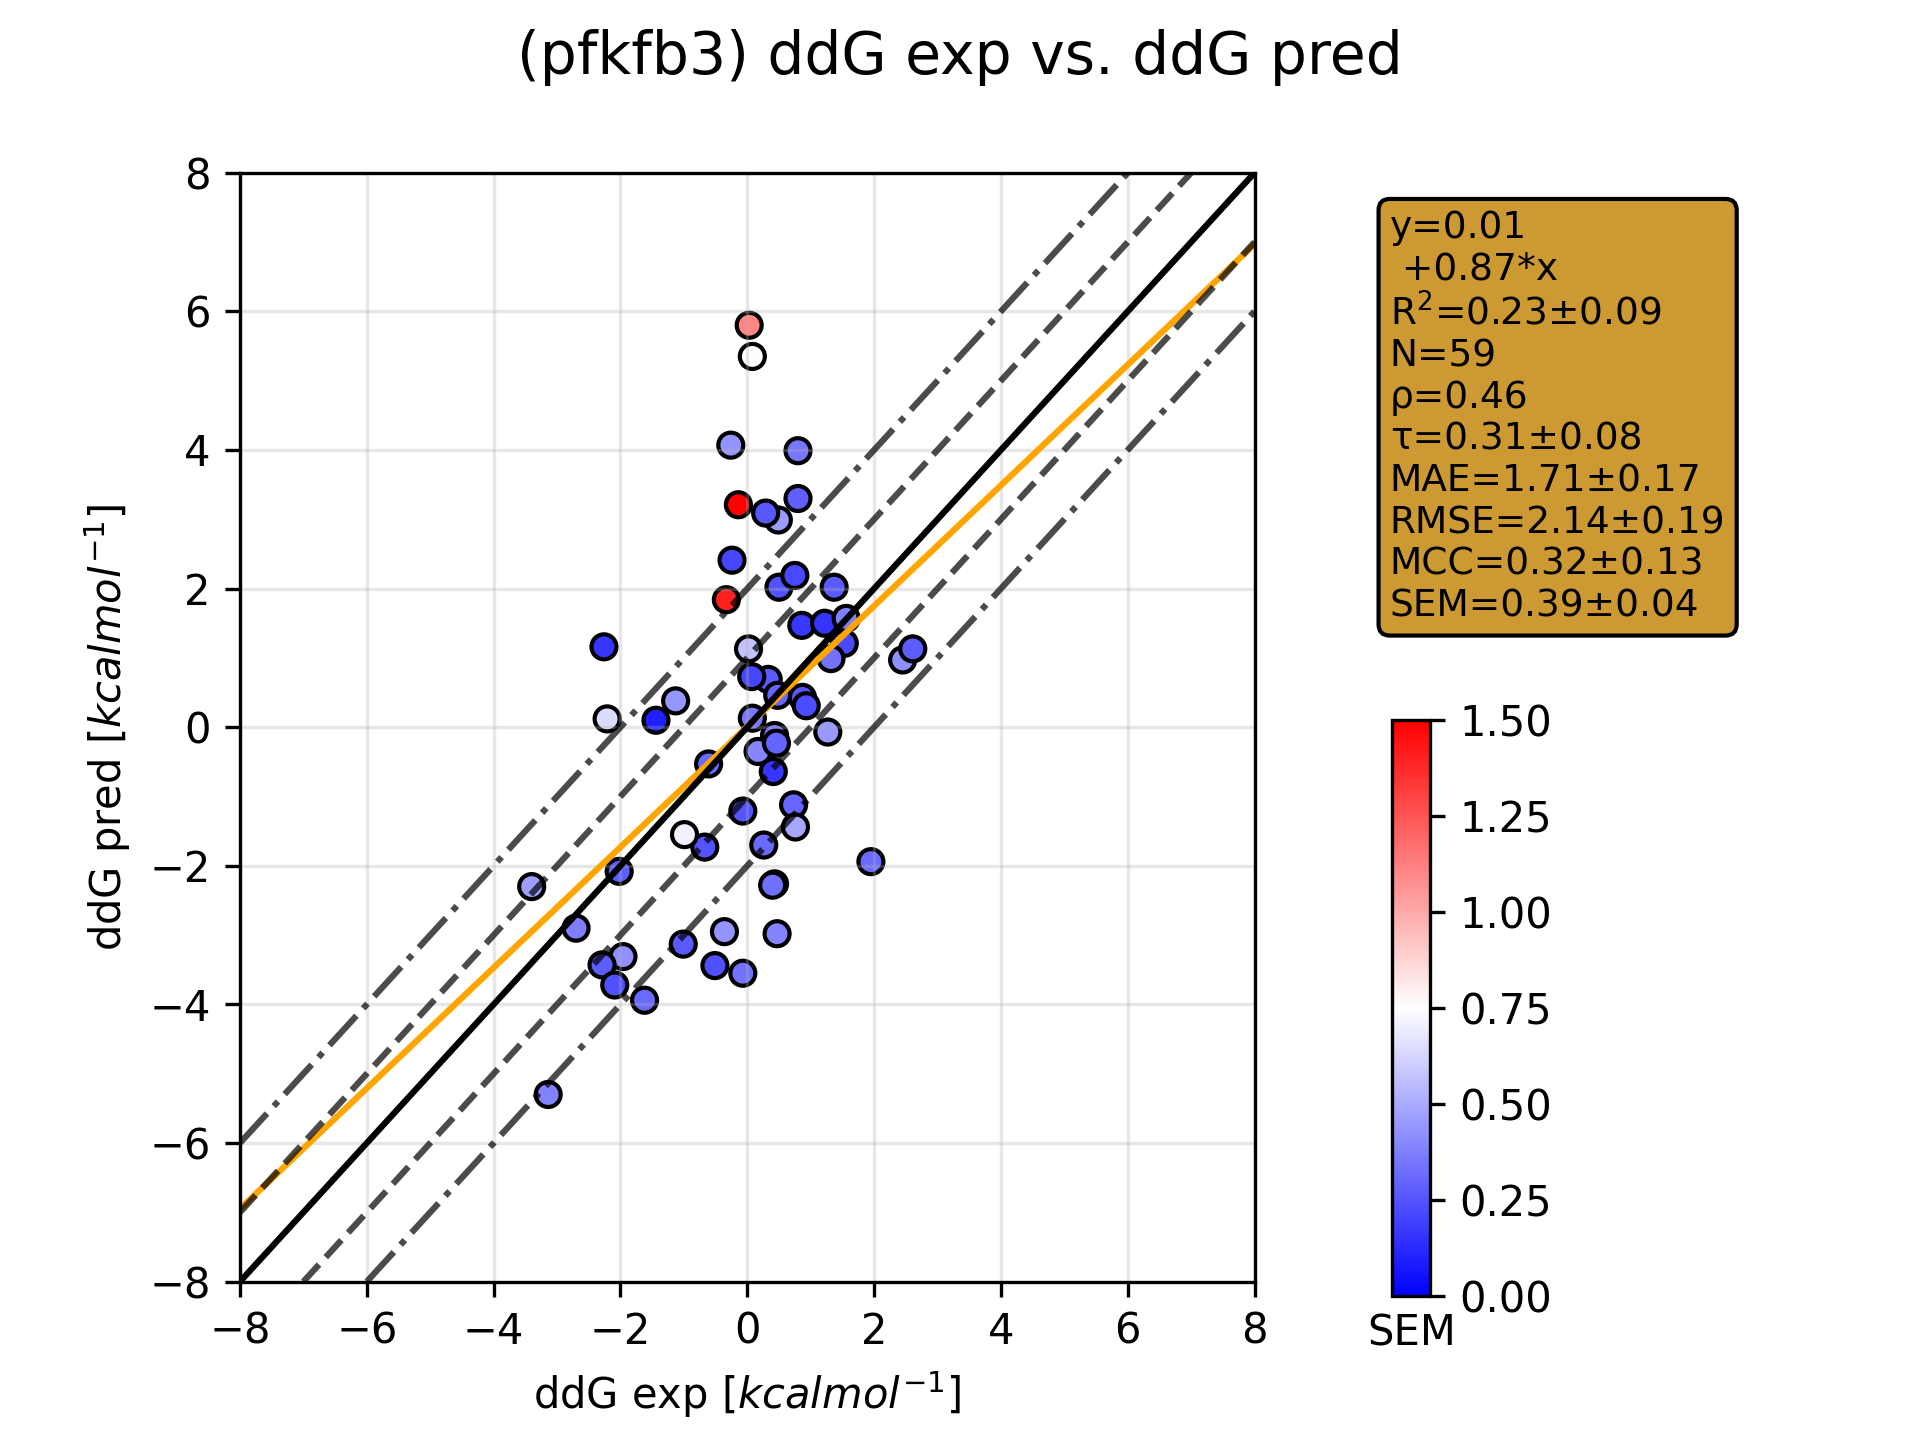 (pfkfb3) ddG exp vs. ddG pred
8
6
4
2
0
−2
−4
−6
−8
ddG pred [kcalmol⁻¹]
−8 −6 −4 −2 0 2 4 6 8
ddG exp [kcalmol⁻¹]
y=0.01
+0.87*x
R²=0.23±0.09
N=59
ρ=0.46
τ=0.31±0.08
MAE=1.71±0.17
RMSE=2.14±0.19
MCC=0.32±0.13
SEM=0.39±0.04
1.50
1.25
1.00
0.75
0.50
0.25
0.00
SEM